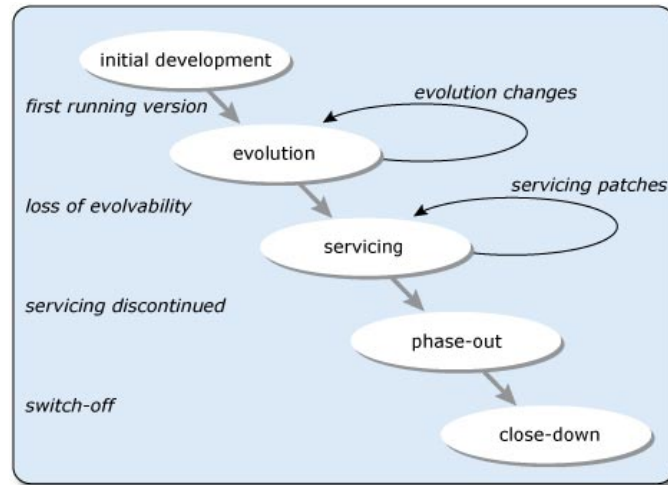 initial development
first running version
evolution changes
evolution
loss of evolvability
servicing patches
servicing
servicing discontinued
phase-out
switch-off
close-down